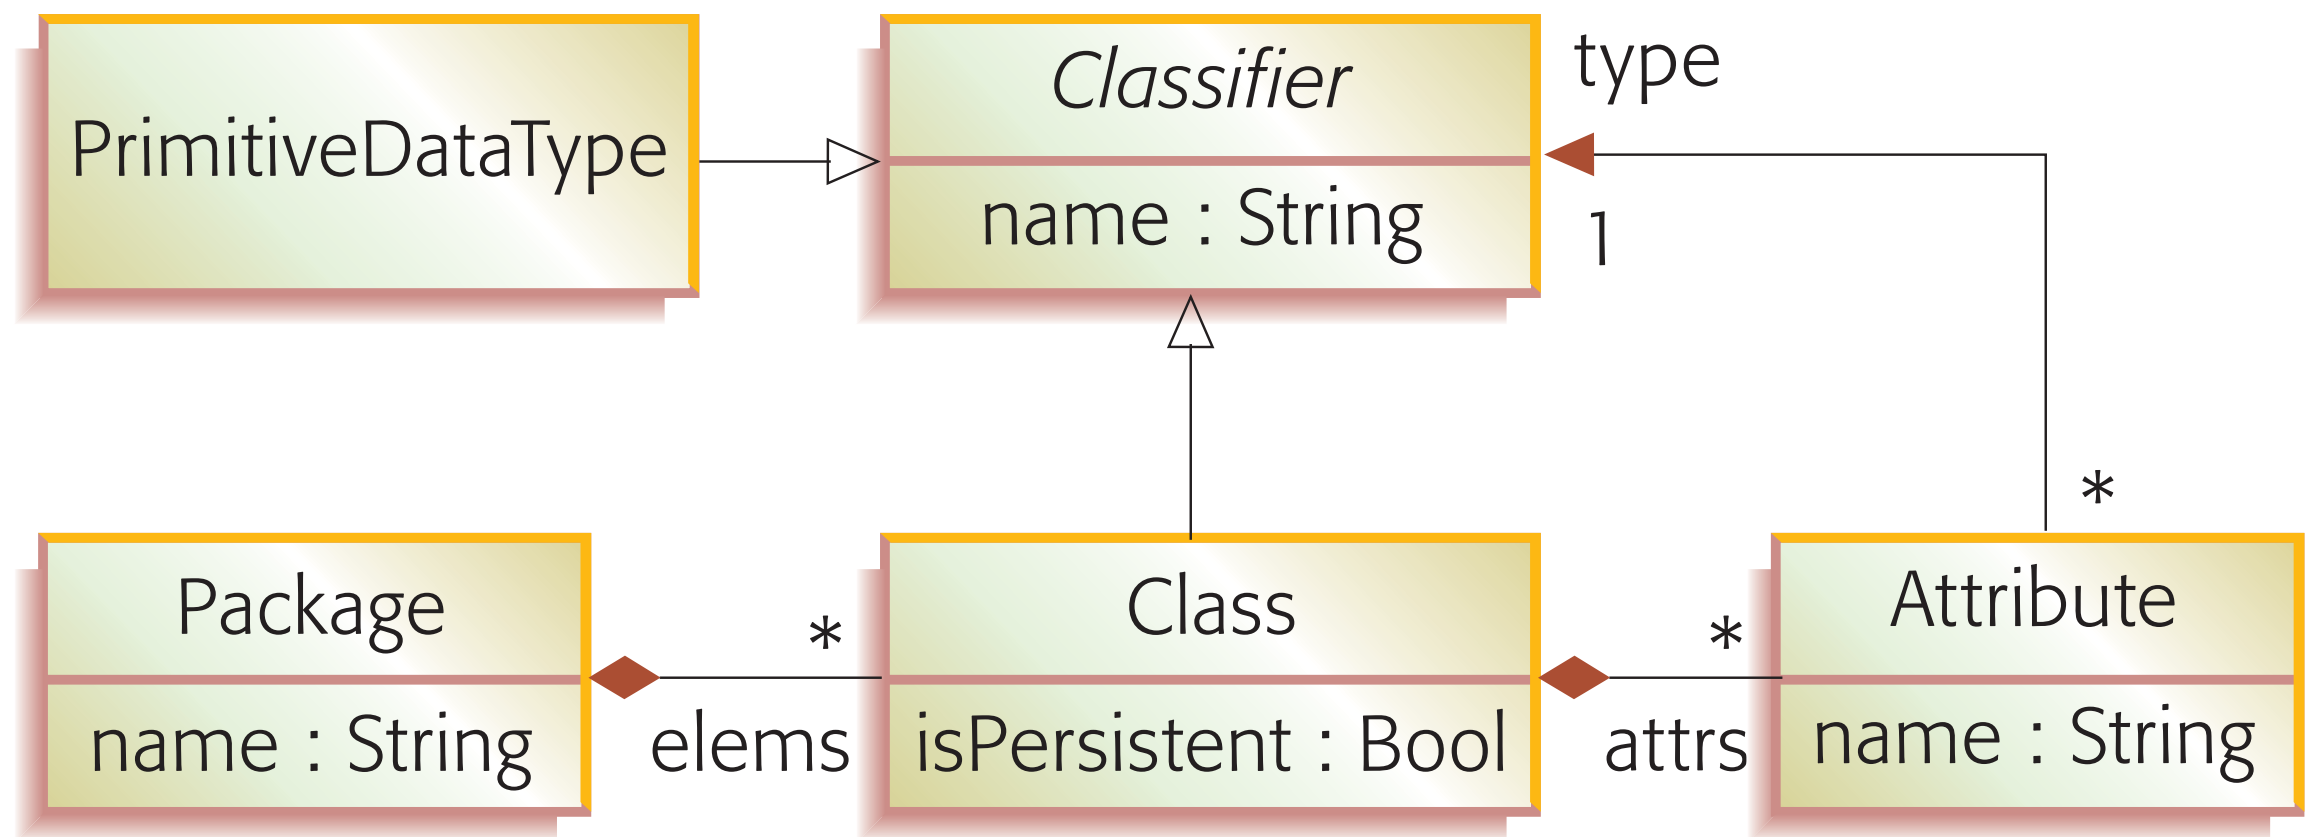 PrimitiveDataType
Classifier
name : String
type
1
*
Package
name : String
*
elems
Class
isPersistent : Bool
*
attrs
Attribute
name : String